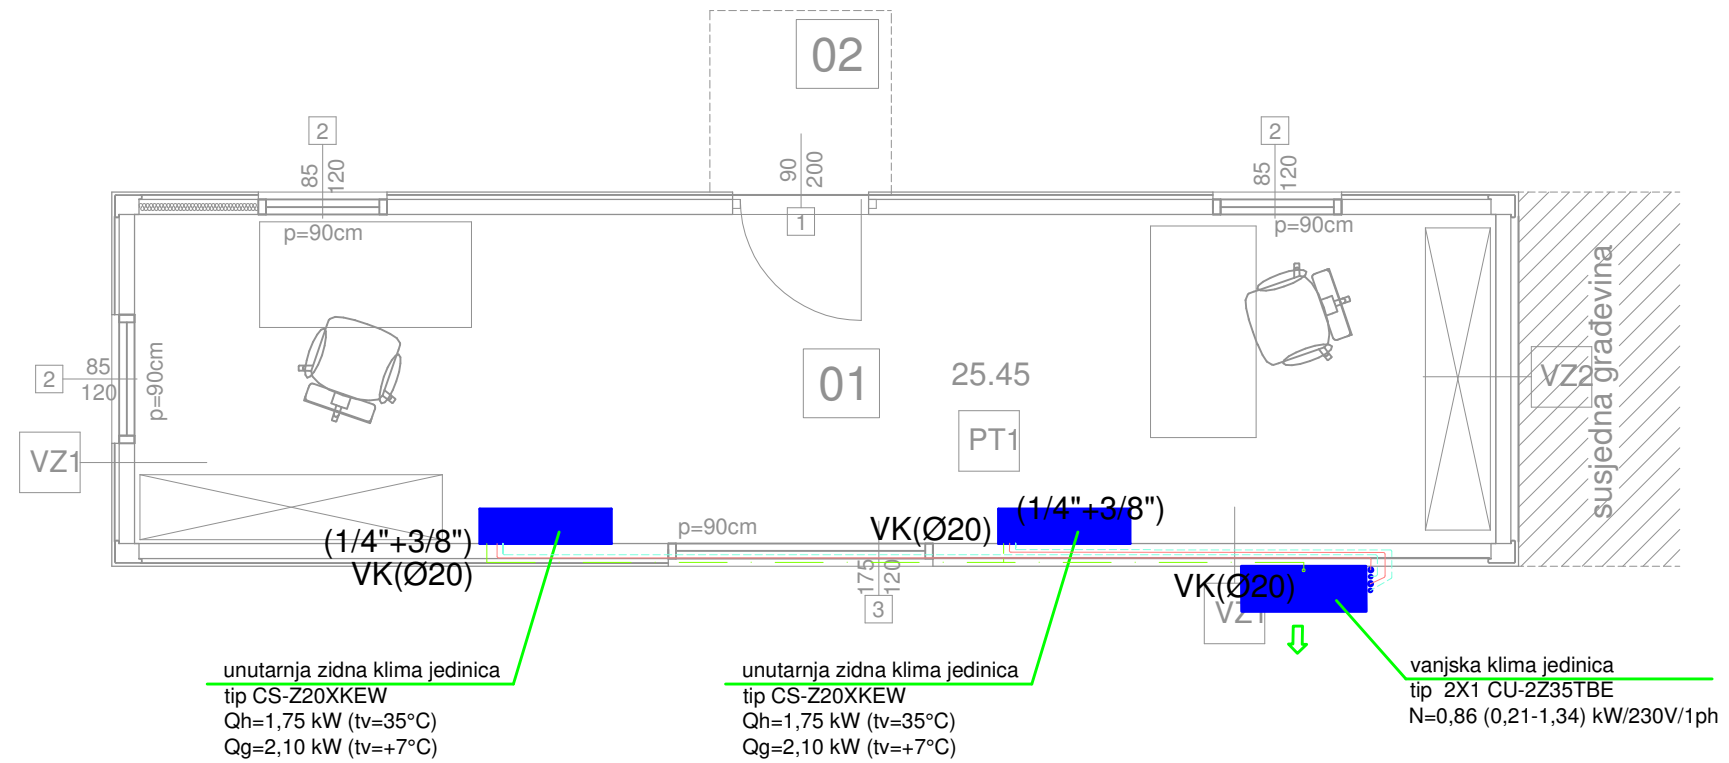 02
2
85
120
90
200
1
2
85
120
p=90cm
p=90cm
2
85
120
p=90cm
01
25.45
PT1
VZ1
VZ2
susjedna građevina
(1/4"+3/8")
VK(Ø20)
p=90cm
175
120
3
VK(Ø20)
(1/4"+3/8")
VK(Ø20)
VZ1
unutarnja zidna klima jedinica
tip CS-Z20XKEW
Qh=1,75 kW (tv=35°C)
Qg=2,10 kW (tv=+7°C)
unutarnja zidna klima jedinica
tip CS-Z20XKEW
Qh=1,75 kW (tv=35°C)
Qg=2,10 kW (tv=+7°C)
vanjska klima jedinica
tip 2X1 CU-2Z35TBE
N=0,86 (0,21-1,34) kW/230V/1ph